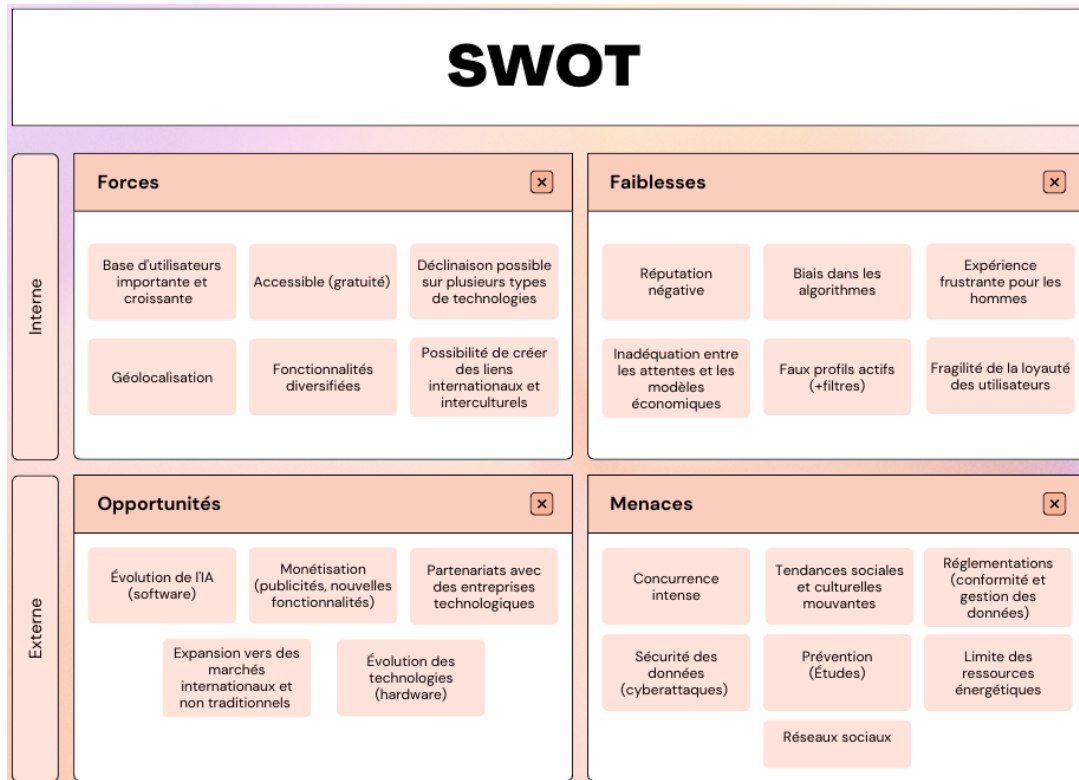 SWOT
Interne
Forces
Base d'utilisateurs
importante et
croissante
Accessible (gratuité)
Déclinaison possible
sur plusieurs types
de technologies
Géolocalisation
Fonctionnalités
diversifiées
Possibilité de créer
des liens
internationaux et
interculturels
Faiblesses
Réputation
négative
Biais dans les
algorithmes
Expérience
frustrante pour les
hommes
Inadéquation entre
les attentes et les
modèles
économiques
Faux profils actifs
(+filtres)
Fragilité de la loyauté
des utilisateurs
Externe
Opportunités
Évolution de l'IA
(software)
Monétisation
(publicités, nouvelles
fonctionnalités)
Partenariats avec
des entreprises
technologiques
Expansion vers des
marchés
internationaux et
non traditionnels
Évolution des
technologies
(hardware)
Menaces
Concurrence
intense
Tendances sociales
et culturelles
mouvantes
Réglementations
(conformité et
gestion des
données)
Sécurité des
données
(cyberattaques)
Prévention
(Études)
Limite des
ressources
énergétiques
Réseaux sociaux